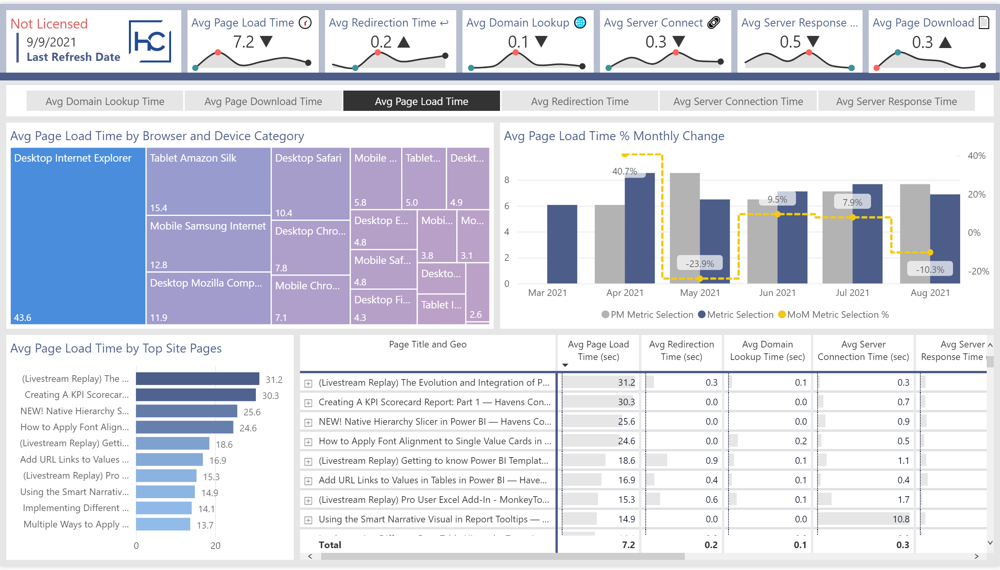 Not Licensed
9/9/2021
Last Refresh Date
hC
Avg Page Load Time
7.2
Avg Redirection Time
0.2
Avg Domain Lookup
0.1
Avg Server Connect
0.3
Avg Server Response ...
0.5
Avg Page Download
0.3
Avg Domain Lookup Time
Avg Page Download Time
Avg Page Load Time
Avg Redirection Time
Avg Server Connection Time
Avg Server Response Time
Avg Page Load Time by Browser and Device Category
Desktop Internet Explorer
43.6
Tablet Amazon Silk
15.4
Mobile Samsung Internet
12.8
Desktop Mozilla Comp...
11.9
Desktop Safari
10.4
Desktop Chro...
7.8
Mobile Chro...
7.1
Mobile ...
5.8
Tablet...
5.0
Deskt...
4.9
Desktop E...
4.8
Mobile Saf...
4.8
Desktop Fi...
4.3
Mobi...
3.8
Mo...
3.1
Deskto...
Tablet I...
2.6
Avg Page Load Time % Monthly Change
8
6
4
2
0
40%
20%
0%
-20%
40.7%
-23.9%
9.5%
7.9%
-10.3%
Mar 2021
Apr 2021
May 2021
Jun 2021
Jul 2021
Aug 2021
PM Metric Selection
Metric Selection
MoM Metric Selection %
Avg Page Load Time by Top Site Pages
(Livestream Replay) The ... 31.2
Creating A KPI Scorecar... 30.3
NEW! Native Hierarchy S... 25.6
How to Apply Font Align... 24.6
(Livestream Replay) Getti... 18.6
Add URL Links to Values ... 16.9
(Livestream Replay) Pro ... 15.3
Using the Smart Narrativ... 14.9
Implementing Different ... 14.1
Multiple Ways to Apply ... 13.7
0 20
Page Title and Geo
Avg Page Load
Time (sec)
Avg Redirection
Time (sec)
Avg Domain
Lookup Time (sec)
Avg Server
Connection Time (sec)
Avg Server
Response Time
(Livestream Replay) The Evolution and Integration of P... 31.2 0.3 0.1 0.3
Creating A KPI Scorecard Report: Part 1 — Havens Con... 30.3 0.0 0.0 0.7
NEW! Native Hierarchy Slicer in Power BI — Havens Co... 25.6 0.0 0.0 0.9
How to Apply Font Alignment to Single Value Cards in ... 24.6 0.0 0.2 0.5
(Livestream Replay) Getting to know Power BI Templat... 18.6 0.9 0.1 1.1
Add URL Links to Values in Tables in Power BI — Have... 16.9 0.4 0.1 0.4
(Livestream Replay) Pro User Excel Add-In - MonkeyTo... 15.3 0.6 0.1 1.7
Using the Smart Narrative Visual in Report Tooltips — ... 14.9 0.0 0.0 10.8
Total 7.2 0.2 0.1 0.3